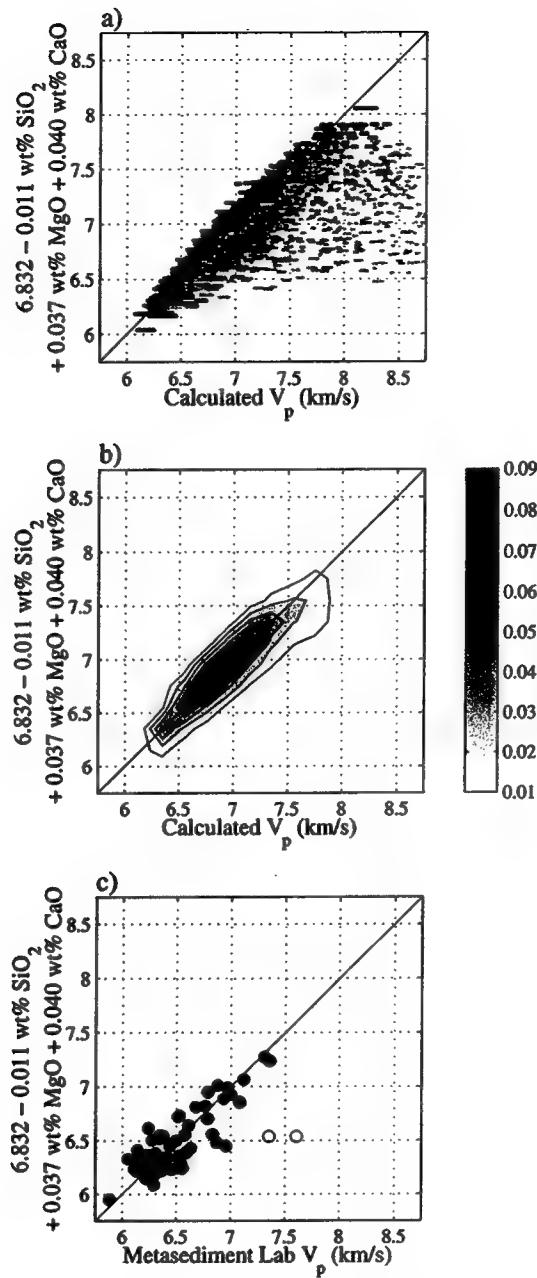 a)
6.832 – 0.011 wt% SiO2
+ 0.037 wt% MgO + 0.040 wt% CaO
8.5
8
7.5
7
6.5
6
6 6.5 7 7.5 8 8.5
Calculated Vp (km/s)
b)
6.832 – 0.011 wt% SiO2
+ 0.037 wt% MgO + 0.040 wt% CaO
8.5
8
7.5
7
6.5
6
6 6.5 7 7.5 8 8.5
Calculated Vp (km/s)
0.09
0.08
0.07
0.06
0.05
0.04
0.03
0.02
0.01
c)
6.832 – 0.011 wt% SiO2
+ 0.037 wt% MgO + 0.040 wt% CaO
8.5
8
7.5
7
6.5
6
6 6.5 7 7.5 8 8.5
Metasediment Lab Vp (km/s)